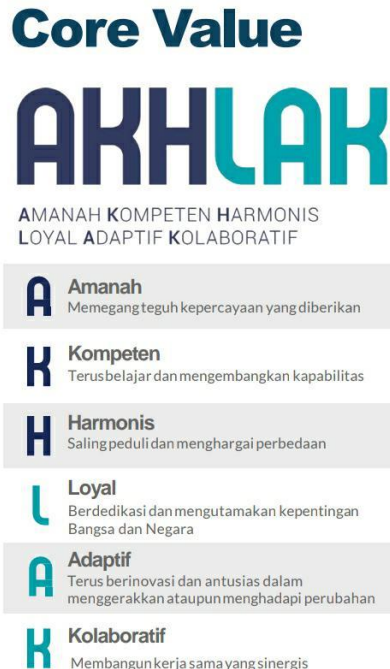 Core Value
AKHLAK
AMANAH KOMPETEN HARMONIS
LOYAL ADAPTIF KOLABORATIF
A Amanah
Memegang teguh kepercayaan yang diberikan
K Kompeten
Terus belajar dan mengembangkan kapabilitas
H Harmonis
Saling peduli dan menghargai perbedaan
L Loyal
Berdedikasi dan mengutamakan kepentingan
Bangsa dan Negara
A Adaptif
Terus berinovasi dan antusias dalam
menggerakkan ataupun menghadapi perubahan
K Kolaboratif
Membangun kerja sama yang sinergis